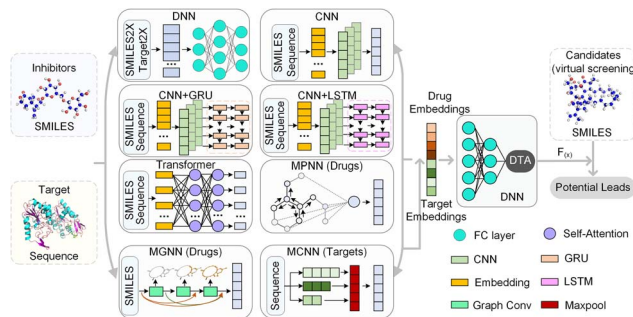 Inhibitors
SMILES
Target
Sequence
DNN
SMILES2X
Target2X
CNN
SMILES
Sequence
CNN+GRU
SMILES
Sequence
CNN+LSTM
SMILES
Sequence
Transformer
SMILES
Sequence
MPNN (Drugs)
MGNN (Drugs)
SMILES
MCNN (Targets)
Sequence
Drug
Embeddings
Target
Embeddings
DTA
DNN
Candidates
(virtual screening)
SMILES
F(x)
Potential Leads
FC layer
Self-Attention
CNN
GRU
Embedding
LSTM
Graph Conv
Maxpool